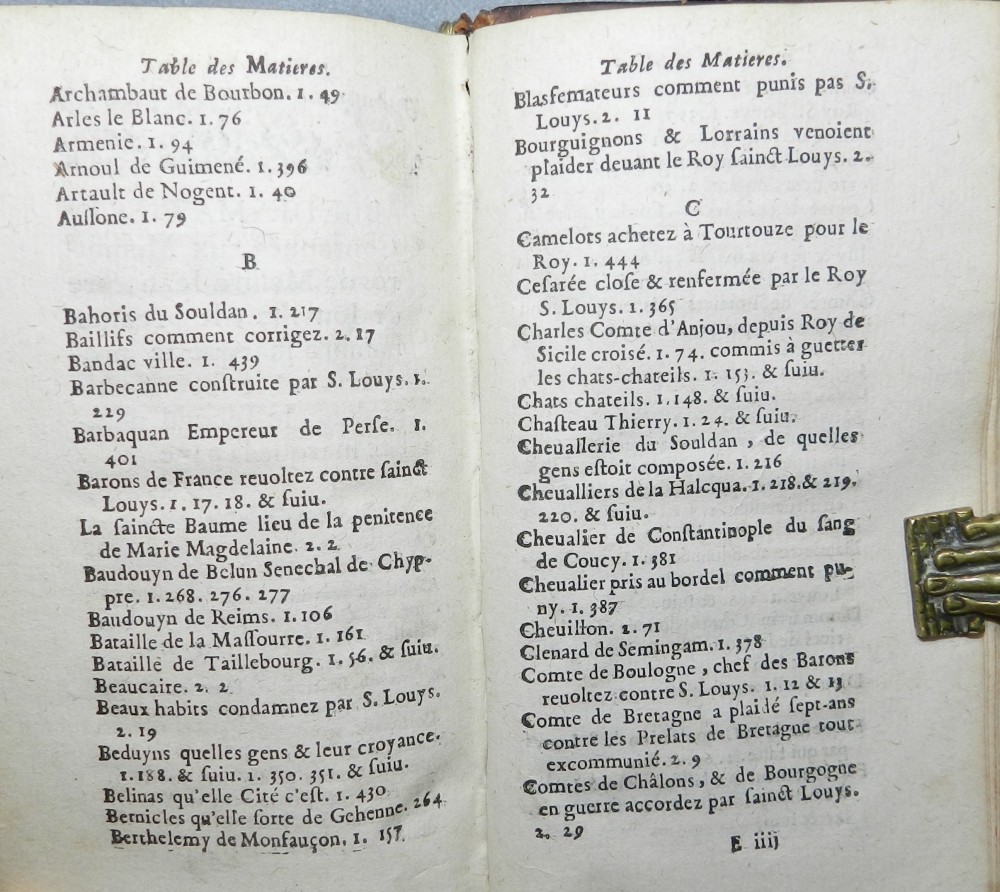 Table des Matieres.
Archambaut de Bourbon. 1. 49
Arles le Blanc. 1. 76
Armenie. 1. 94
Arnoul de Guimené. 1. 396
Artault de Nogent. 1. 40
Auſſone. 1. 79
B
Bahoris du Souldan. 1. 217
Baillifs comment corrigez. 2. 17
Bandac ville. 1. 439
Barbecanne conſtruite par S. Louys. 1.
229
Barbaquan Empereur de Perſe. 1.
401
Barons de France reuoltez contre ſainct
Louys. 1. 17. 18. & ſuiu.
La ſaincte Baume lieu de la penitence
de Marie Magdelaine. 2. 2
Baudouyn de Belun Senechal de Chyp-
pre. 1. 268. 276. 277
Baudouyn de Reims. 1. 106
Bataille de la Maſſourre. 1. 161
Bataille de Taillebourg. 1. 56. & ſuiu.
Beaucaire. 2. 2
Beaux habits condamnez par S. Louys.
2. 19
Beduyns quelles gens & leur croyance.
1. 188. & ſuiu. 1. 350. 351. & ſuiu.
Belinas qu'elle Cité c'eſt. 1. 430
Bernicles qu'elle ſorte de Gehenne. 264
Berthelemy de Monfauçon. 1. 157
Table des Matieres.
Blasfemateurs comment punis pas S.
Louys. 2. 11
Bourguignons & Lorrains venoient
plaider deuant le Roy ſainct Louys. 2.
32
C
Camelots achetez à Tourtouze pour le
Roy. 1. 444
Ceſarée cloſe & renfermée par le Roy
S. Louys. 1. 365
Charles Comte d'Anjou, depuis Roy de
Sicile croisé. 1. 74. commis à guetter
les chats-chateils. 1. 153. & ſuiu.
Chats chateils. 1. 148. & ſuiu.
Chaſteau Thierry. 1. 24. & ſuiu.
Cheuallerie du Souldan, de quelles
gens eſtoit composée. 1. 216
Cheualliers de la Halcqua. 1. 218. & 219.
220. & ſuiu.
Cheualier de Conſtantinople du ſang
de Coucy. 1. 381
Cheualier pris au bordel comment pu-
ny. 1. 387
Cheuillon. 2. 71
Clenard de Semingam. 1. 378
Comte de Boulogne, chef des Barons
reuoltez contre S. Louys. 1. 12 & 13
Comte de Bretagne a plaidé ſept-ans
contre les Prelats de Bretagne tout
excommunié. 2. 9
Comtes de Châlons, & de Bourgogne
en guerre accordez par ſainct Louys.
2. 29
E iiij